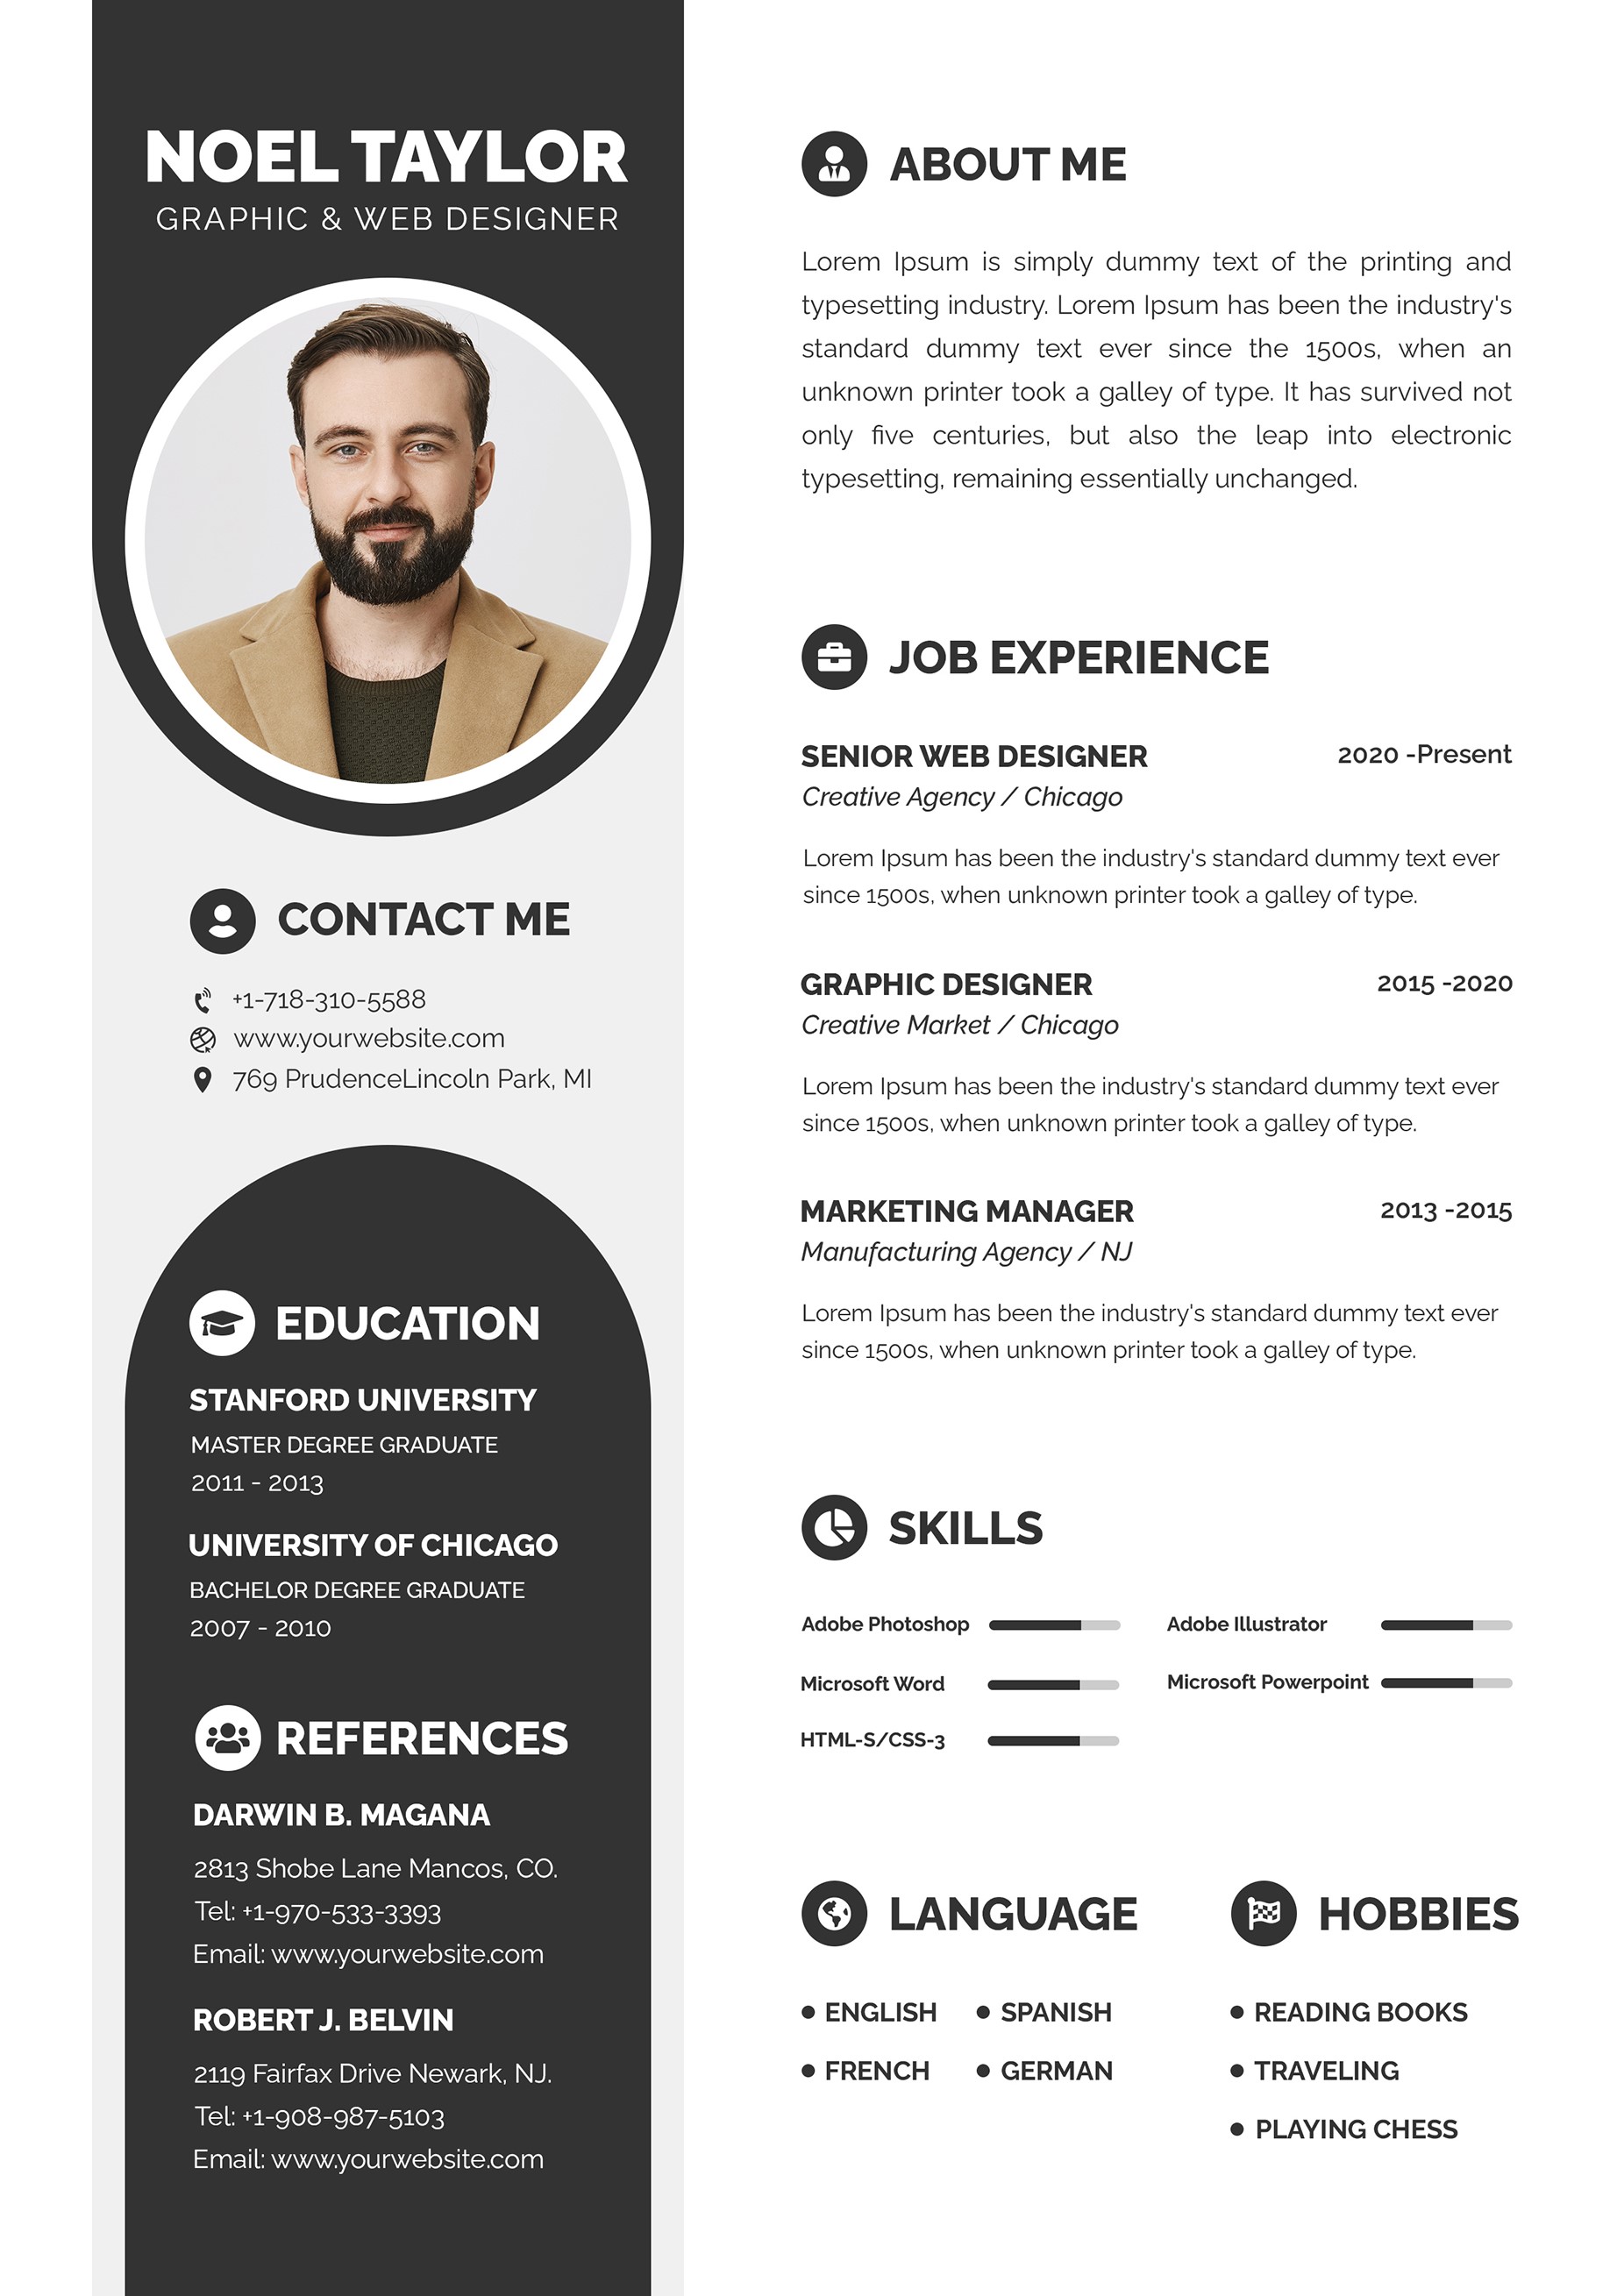 NOEL TAYLOR
GRAPHIC & WEB DESIGNER
CONTACT ME
+1-718-310-5588
www.yourwebsite.com
769 PrudenceLincoln Park, MI
EDUCATION
STANFORD UNIVERSITY
MASTER DEGREE GRADUATE
2011 - 2013
UNIVERSITY OF CHICAGO
BACHELOR DEGREE GRADUATE
2007 - 2010
REFERENCES
DARWIN B. MAGANA
2813 Shobe Lane Mancos, CO.
Tel: +1-970-533-3393
Email: www.yourwebsite.com
ROBERT J. BELVIN
2119 Fairfax Drive Newark, NJ.
Tel: +1-908-987-5103
Email: www.yourwebsite.com
ABOUT ME
Lorem Ipsum is simply dummy text of the printing and
typesetting industry. Lorem Ipsum has been the industry's
standard dummy text ever since the 1500s, when an
unknown printer took a galley of type. It has survived not
only five centuries, but also the leap into electronic
typesetting, remaining essentially unchanged.
JOB EXPERIENCE
SENIOR WEB DESIGNER 2020 -Present
Creative Agency / Chicago
Lorem Ipsum has been the industry's standard dummy text ever
since 1500s, when unknown printer took a galley of type.
GRAPHIC DESIGNER 2015 -2020
Creative Market / Chicago
Lorem Ipsum has been the industry's standard dummy text ever
since 1500s, when unknown printer took a galley of type.
MARKETING MANAGER 2013 -2015
Manufacturing Agency / NJ
Lorem Ipsum has been the industry's standard dummy text ever
since 1500s, when unknown printer took a galley of type.
SKILLS
Adobe Photoshop Adobe Illustrator
Microsoft Word Microsoft Powerpoint
HTML-S/CSS-3
LANGUAGE
ENGLISH SPANISH
FRENCH GERMAN
HOBBIES
READING BOOKS
TRAVELING
PLAYING CHESS